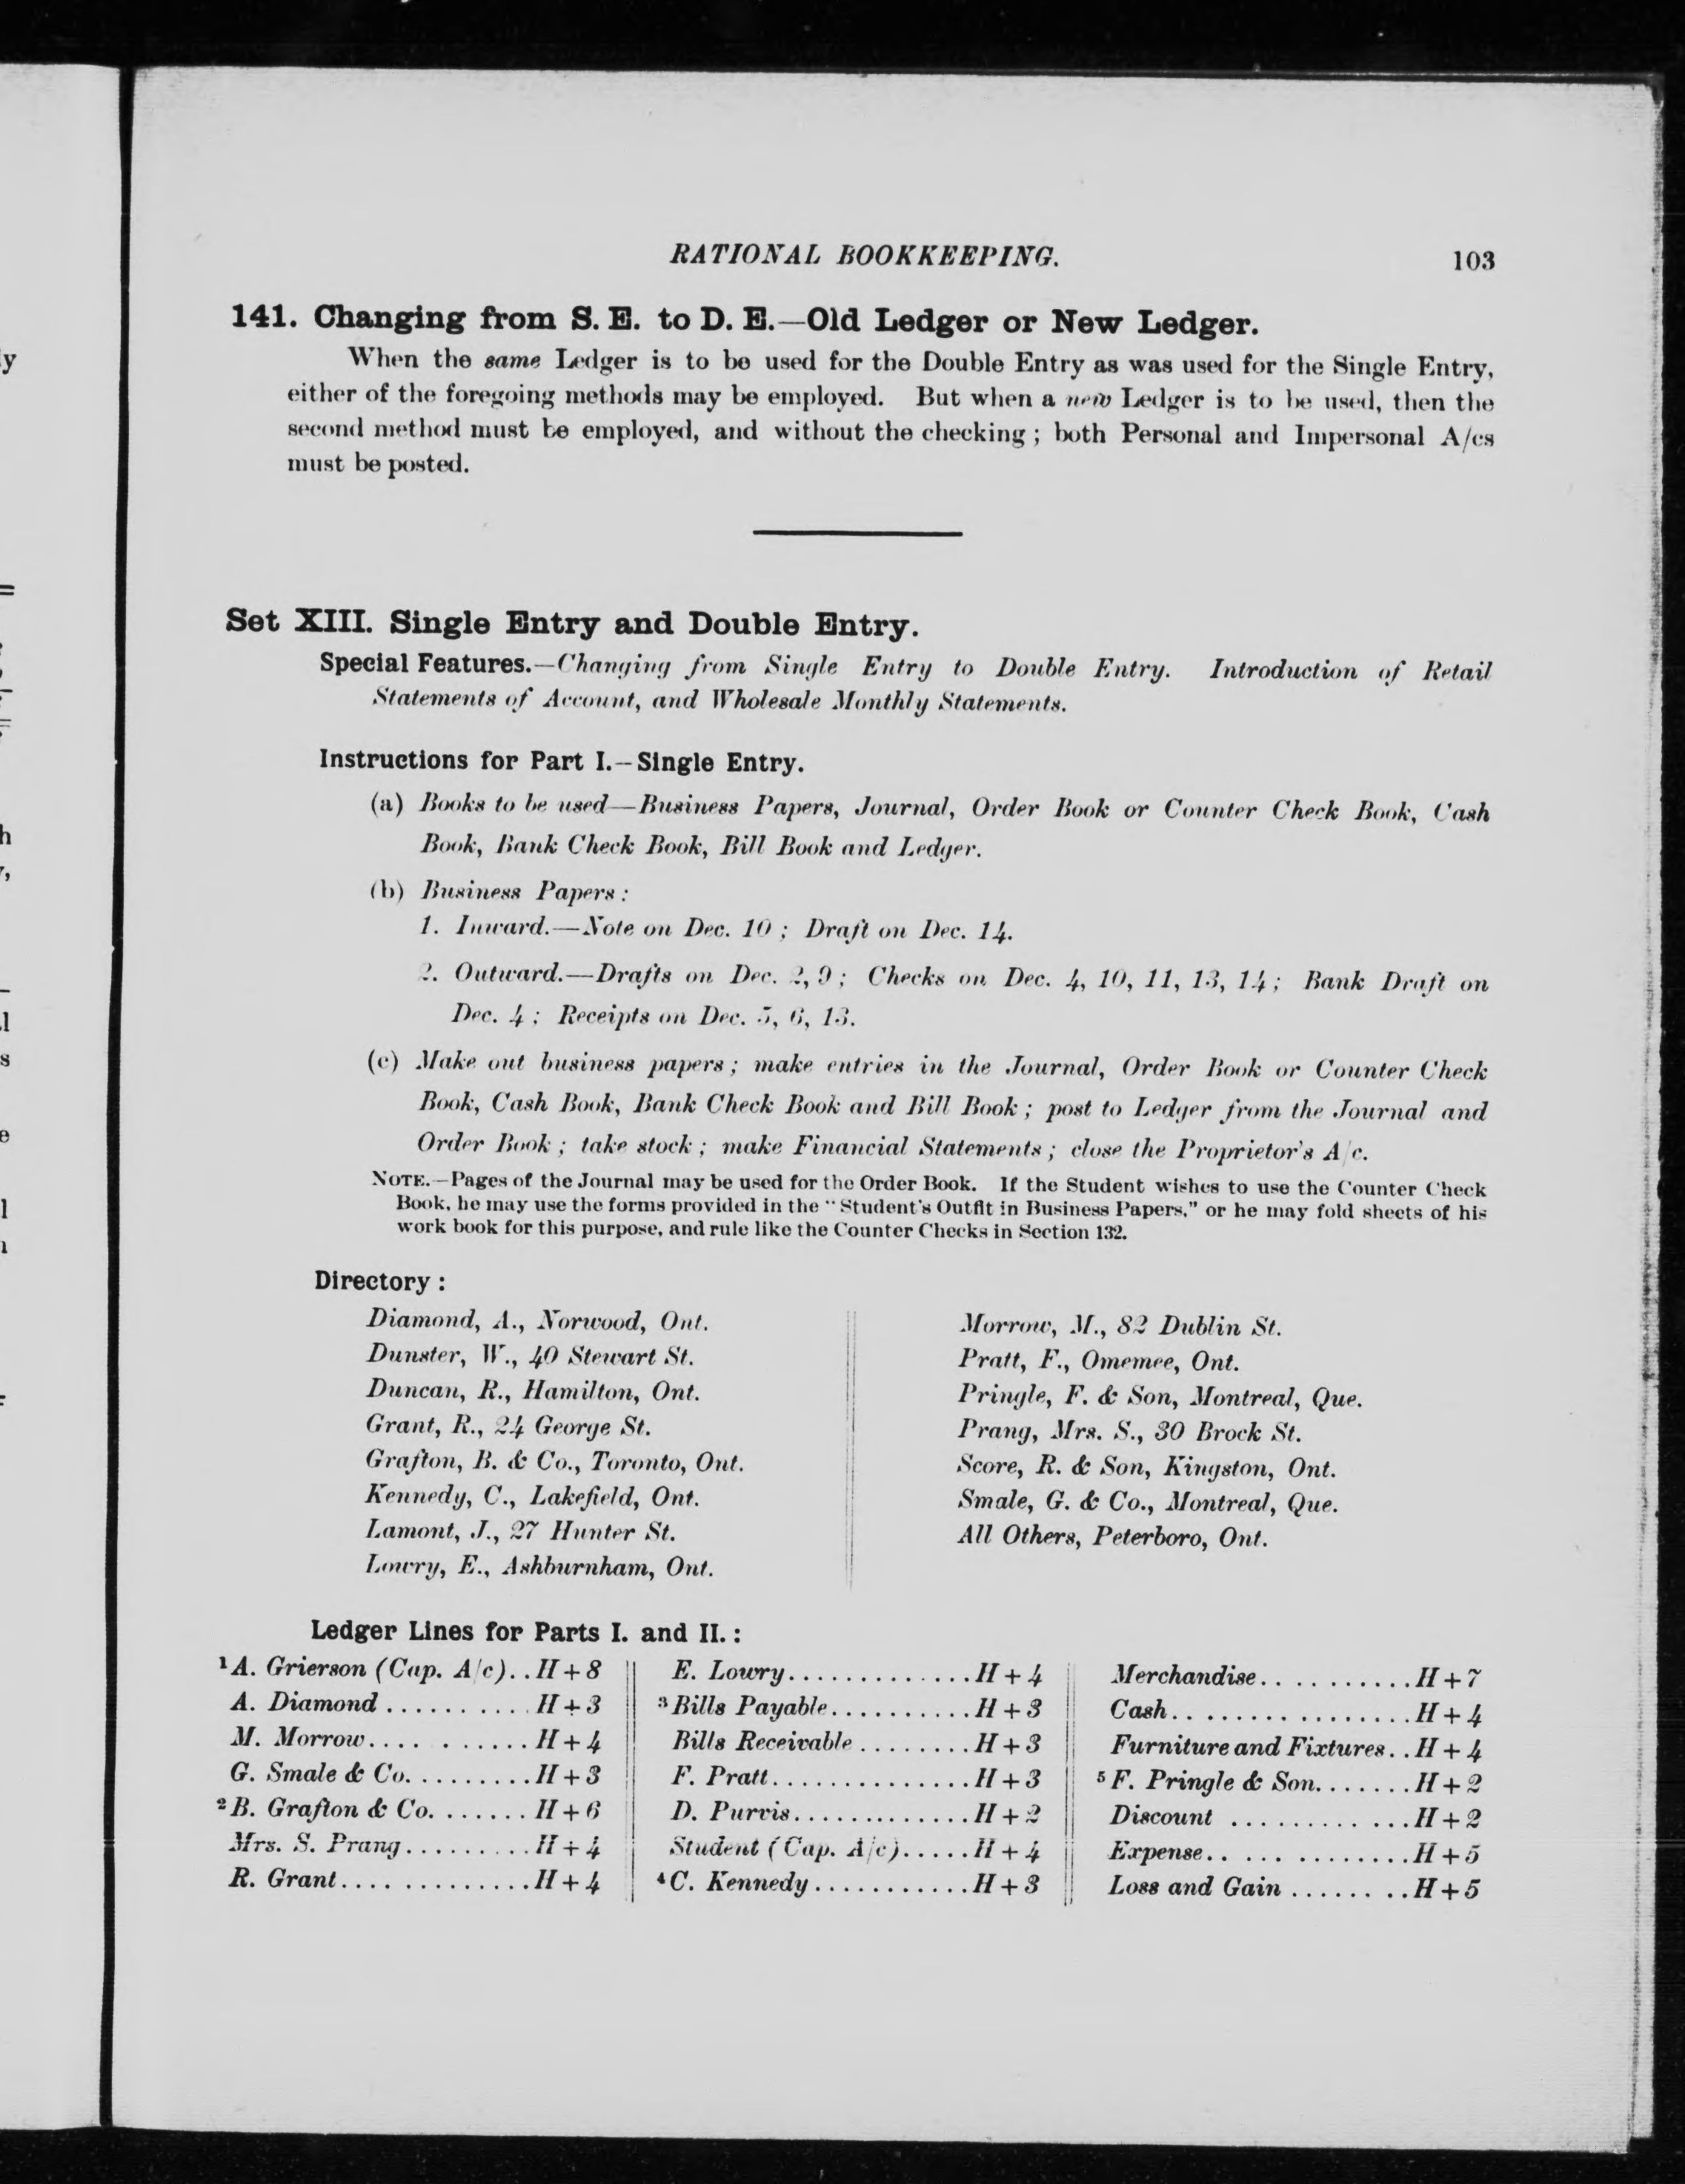 RATIONAL BOOKKEEPING. 103
141. Changing from S. E. to D. E.—Old Ledger or New Ledger.
When the same Ledger is to be used for the Double Entry as was used for the Single Entry,
either of the foregoing methods may be employed. But when a new Ledger is to be used, then the
second method must be employed, and without the checking; both Personal and Impersonal A/cs
must be posted.
Set XIII. Single Entry and Double Entry.
Special Features.—Changing from Single Entry to Double Entry. Introduction of Retail
Statements of Account, and Wholesale Monthly Statements.
Instructions for Part I.—Single Entry.
(a) Books to be used—Business Papers, Journal, Order Book or Counter Check Book, Cash
Book, Bank Check Book, Bill Book and Ledger.
(b) Business Papers:
1. Inward.—Note on Dec. 10; Draft on Dec. 14.
2. Outward.—Drafts on Dec. 2, 9; Checks on Dec. 4, 10, 11, 13, 14; Bank Draft on
Dec. 4; Receipts on Dec. 5, 6, 13.
(c) Make out business papers; make entries in the Journal, Order Book or Counter Check
Book, Cash Book, Bank Check Book and Bill Book; post to Ledger from the Journal and
Order Book; take stock; make Financial Statements; close the Proprietor's A/c.
NOTE.—Pages of the Journal may be used for the Order Book. If the Student wishes to use the Counter Check
Book, he may use the forms provided in the "Student's Outfit in Business Papers," or he may fold sheets of his
work book for this purpose, and rule like the Counter Checks in Section 132.
Directory:
Diamond, A., Norwood, Ont.
Dunster, W., 40 Stewart St.
Duncan, R., Hamilton, Ont.
Grant, R., 24 George St.
Grafton, B. & Co., Toronto, Ont.
Kennedy, C., Lakefield, Ont.
Lamont, J., 27 Hunter St.
Lowry, E., Ashburnham, Ont.
Morrow, M., 82 Dublin St.
Pratt, F., Omemee, Ont.
Pringle, F. & Son, Montreal, Que.
Prang, Mrs. S., 30 Brock St.
Score, R. & Son, Kingston, Ont.
Smale, G. & Co., Montreal, Que.
All Others, Peterboro, Ont.
Ledger Lines for Parts I. and II.:
¹A. Grierson (Cap. A/c)..H+8
A. Diamond..........H+3
M. Morrow..........H+4
G. Smale & Co..........H+3
²B. Grafton & Co........H+6
Mrs. S. Prang..........H+4
R. Grant..............H+4
E. Lowry..............H+4
³Bills Payable...........H+3
Bills Receivable........H+3
F. Pratt...............H+3
D. Purvis..............H+2
Student (Cap. A/c).....H+4
⁴C. Kennedy............H+3
Merchandise...........H+7
Cash................H+4
Furniture and Fixtures..H+4
⁵F. Pringle & Son.......H+2
Discount............H+2
Expense.............H+5
Loss and Gain.........H+5